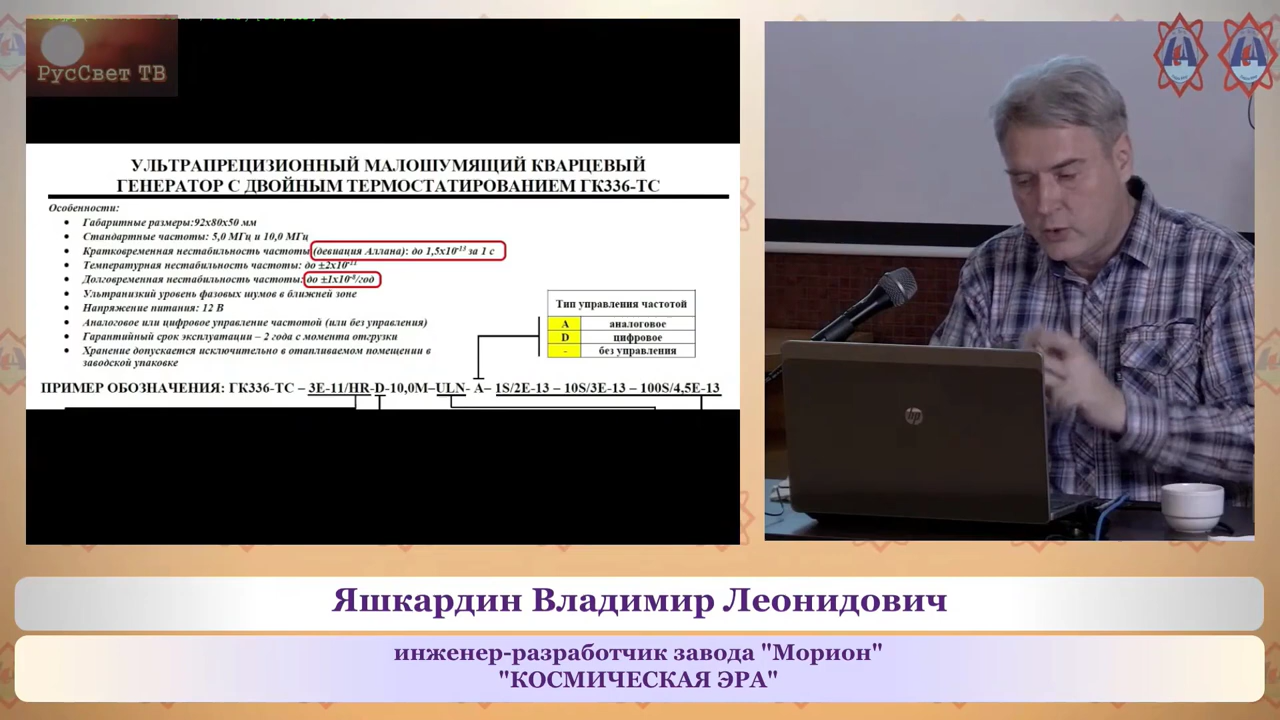 РусСвет ТВ
УЛЬТРАПРЕЦИЗИОННЫЙ МАЛОШУМЯЩИЙ КВАРЦЕВЫЙ
ГЕНЕРАТОР С ДВОЙНЫМ ТЕРМОСТАТИРОВАНИЕМ ГК336-ТС
Особенности:
• Габаритные размеры:92x80x50 мм
• Стандартные частоты: 5,0 МГц и 10,0 МГц
• Кратковременная нестабильность частоты (девиация Аллана): до 1,5x10⁻¹³ за 1 с
• Температурная нестабильность частоты: до ±2x10⁻¹¹
• Долговременная нестабильность частоты: до ±1x10⁻⁸/год
• Ультранизкий уровень фазовых шумов в ближней зоне
• Напряжение питания: 12 В
• Аналоговое или цифровое управление частотой (или без управления)
• Гарантийный срок эксплуатации – 2 года с момента отгрузки
• Хранение допускается исключительно в отапливаемом помещении в
заводской упаковке
Тип управления частотой
A аналоговое
D цифровое
- без управления
ПРИМЕР ОБОЗНАЧЕНИЯ: ГК336-ТС – 3E-11/HR-D-10,0M–ULN- A– 1S/2E-13 – 10S/3E-13 – 100S/4,5E-13
hp
Яшкардин Владимир Леонидович
инженер-разработчик завода "Морион"
"КОСМИЧЕСКАЯ ЭРА"